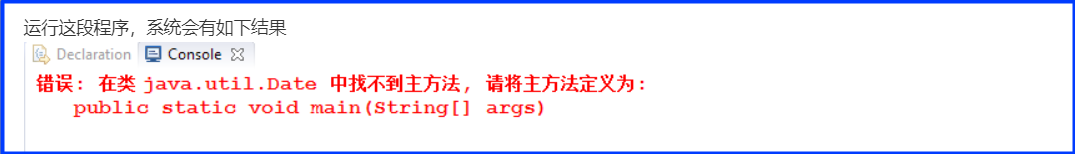 运行这段程序，系统会有如下结果
Declaration Console
错误: 在类 java.util.Date 中找不到主方法, 请将主方法定义为:
public static void main(String[] args)